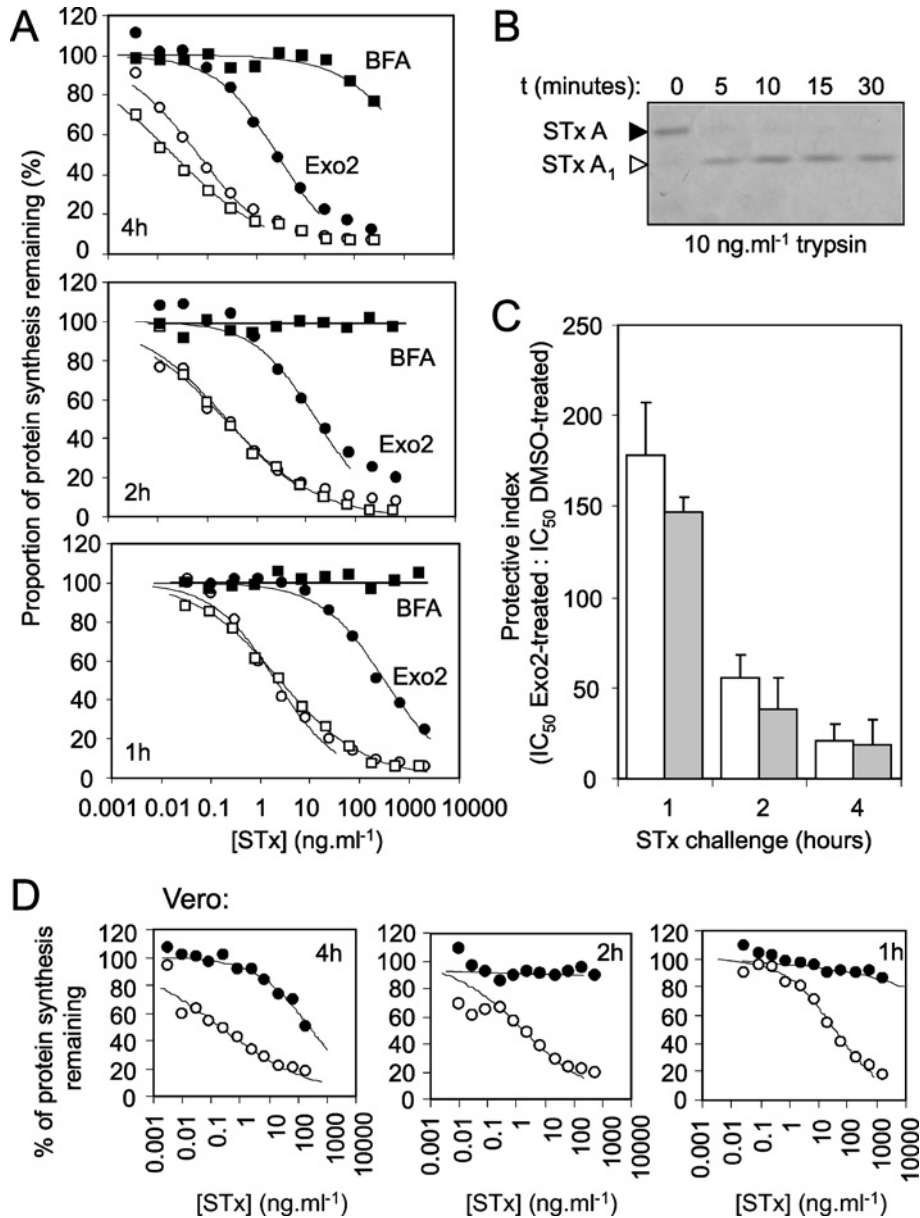 A
Proportion of protein synthesis remaining (%)
120
100
80
60
40
20
0
BFA
Exo2
4h
120
100
80
60
40
20
0
BFA
Exo2
2h
120
100
80
60
40
20
0
BFA
Exo2
1h
0.001 0.01 0.1 1 10 100 1000 10000
[STx] (ng.ml-1)
B
t (minutes): 0 5 10 15 30
STx A
STx A1
10 ng.ml-1 trypsin
C
Protective index
(IC50 Exo2-treated : IC50 DMSO-treated)
250
200
150
100
50
0
1 2 4
STx challenge (hours)
D
Vero:
% of protein synthesis
remaining
120
100
80
60
40
20
0
4h
0.001 0.01 0.1 1 10 100 1000 10000
[STx] (ng.ml-1)
120
100
80
60
40
20
0
2h
0.001 0.01 0.1 1 10 100 1000 10000
[STx] (ng.ml-1)
120
100
80
60
40
20
0
1h
0.001 0.01 0.1 1 10 100 1000 10000
[STx] (ng.ml-1)